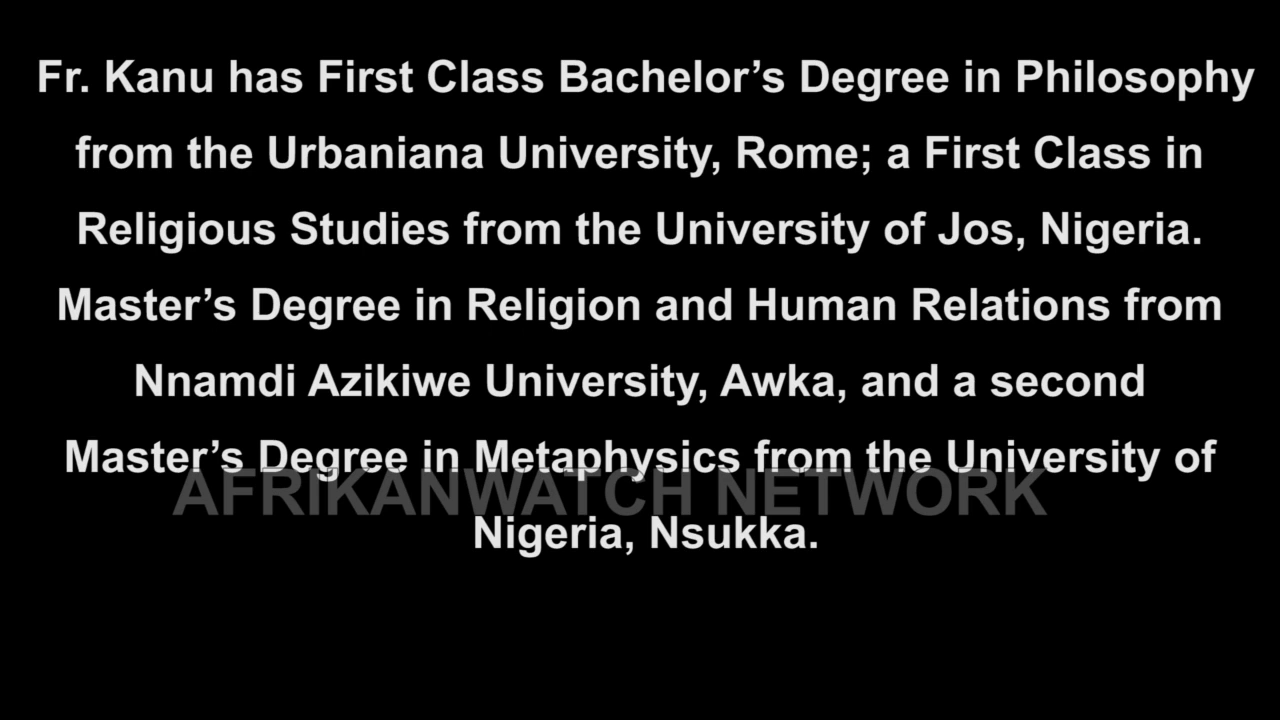 Fr. Kanu has First Class Bachelor’s Degree in Philosophy
from the Urbaniana University, Rome; a First Class in
Religious Studies from the University of Jos, Nigeria.
Master’s Degree in Religion and Human Relations from
Nnamdi Azikiwe University, Awka, and a second
Master’s Degree in Metaphysics from the University of
AFRIKANWATCH NETWORK
Nigeria, Nsukka.